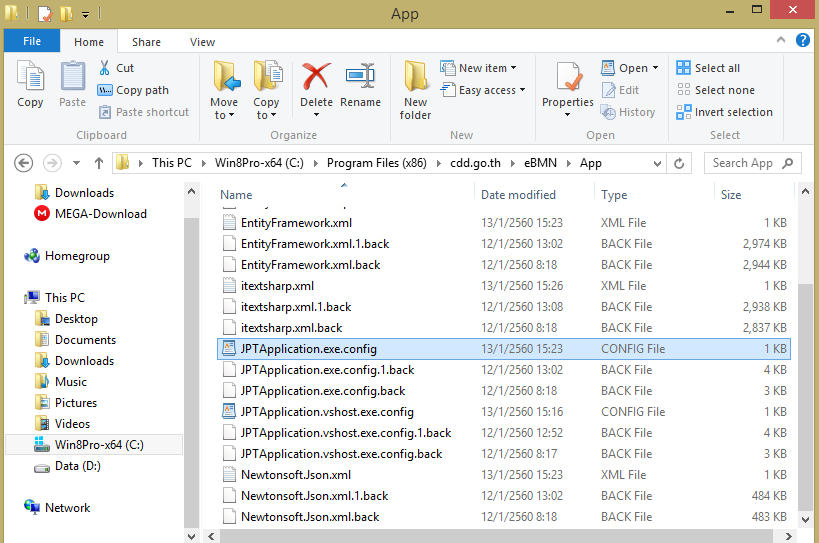 App
File Home Share View
Copy
Paste
Cut
Copy path
Paste shortcut
Clipboard
Move to
Copy to
Delete
Rename
Organize
New folder
New item
Easy access
New
Properties
Open
Edit
History
Open
Select all
Select none
Invert selection
Select
This PC Win8Pro-x64 (C:) Program Files (x86) cdd.go.th eBMN App
Search App
Downloads
MEGA-Download
Homegroup
This PC
Desktop
Documents
Downloads
Music
Pictures
Videos
Win8Pro-x64 (C:)
Data (D:)
Network
Name Date modified Type Size
EntityFramework.xml 13/1/2560 15:23 XML File 1 KB
EntityFramework.xml.1.back 12/1/2560 13:02 BACK File 2,974 KB
EntityFramework.xml.back 12/1/2560 8:18 BACK File 2,944 KB
itextsharp.xml 13/1/2560 15:26 XML File 1 KB
itextsharp.xml.1.back 12/1/2560 13:08 BACK File 2,938 KB
itextsharp.xml.back 12/1/2560 8:18 BACK File 2,837 KB
JPTApplication.exe.config 13/1/2560 15:23 CONFIG File 1 KB
JPTApplication.exe.config.1.back 12/1/2560 13:02 BACK File 4 KB
JPTApplication.exe.config.back 12/1/2560 8:18 BACK File 3 KB
JPTApplication.vshost.exe.config 13/1/2560 15:16 CONFIG File 1 KB
JPTApplication.vshost.exe.config.1.back 12/1/2560 12:52 BACK File 4 KB
JPTApplication.vshost.exe.config.back 12/1/2560 8:17 BACK File 3 KB
Newtonsoft.Json.xml 13/1/2560 15:23 XML File 1 KB
Newtonsoft.Json.xml.1.back 12/1/2560 13:02 BACK File 484 KB
Newtonsoft.Json.xml.back 12/1/2560 8:18 BACK File 483 KB